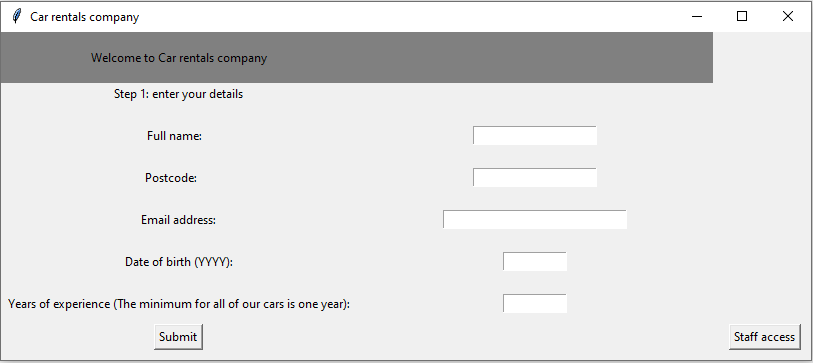 Car rentals company
Welcome to Car rentals company
Step 1: enter your details
Full name:
Postcode:
Email address:
Date of birth (YYYY):
Years of experience (The minimum for all of our cars is one year):
Submit Staff access